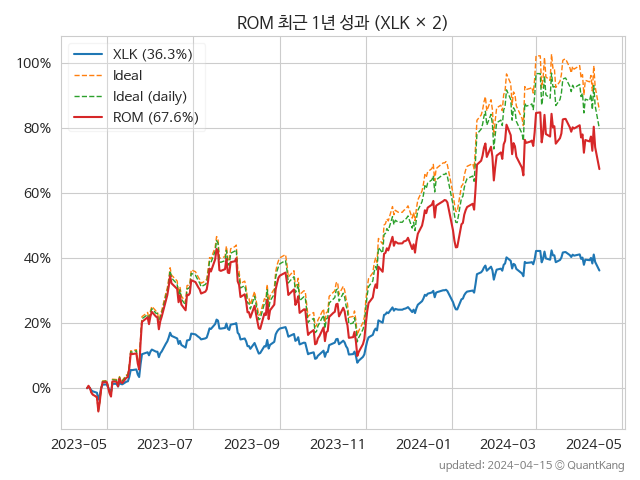 ROM 최근 1년 성과 (XLK × 2)
XLK (36.3%)
Ideal
Ideal (daily)
ROM (67.6%)
100%
80%
60%
40%
20%
0%
2023-05 2023-07 2023-09 2023-11 2024-01 2024-03 2024-05
updated: 2024-04-15 © QuantKang